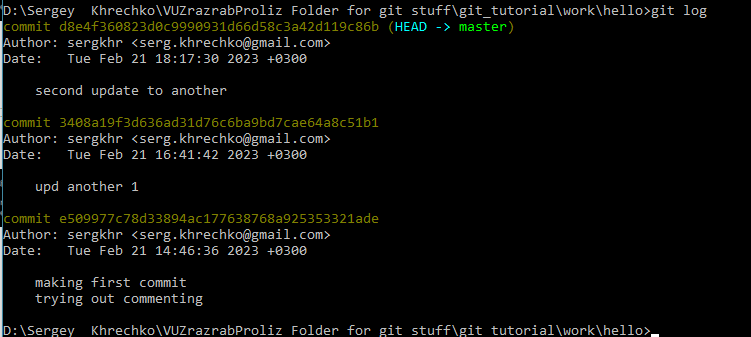 D:\Sergey  Khrechko\VUZrazrabProliz Folder for git stuff\git_tutorial\work\hello>git log
commit d8e4f360823d0c9990931d66d58c3a42d119c86b (HEAD -> master)
Author: sergkhr <serg.khrechko@gmail.com>
Date:   Tue Feb 21 18:17:30 2023 +0300
second update to another
commit 3408a19f3d636ad31d76c6ba9bd7cae64a8c51b1
Author: sergkhr <serg.khrechko@gmail.com>
Date:   Tue Feb 21 16:41:42 2023 +0300
upd another 1
commit e509977c78d33894ac177638768a925353321ade
Author: sergkhr <serg.khrechko@gmail.com>
Date:   Tue Feb 21 14:46:36 2023 +0300
making first commit
trying out commenting
D:\Sergey  Khrechko\VUZrazrabProliz Folder for git stuff\git_tutorial\work\hello>